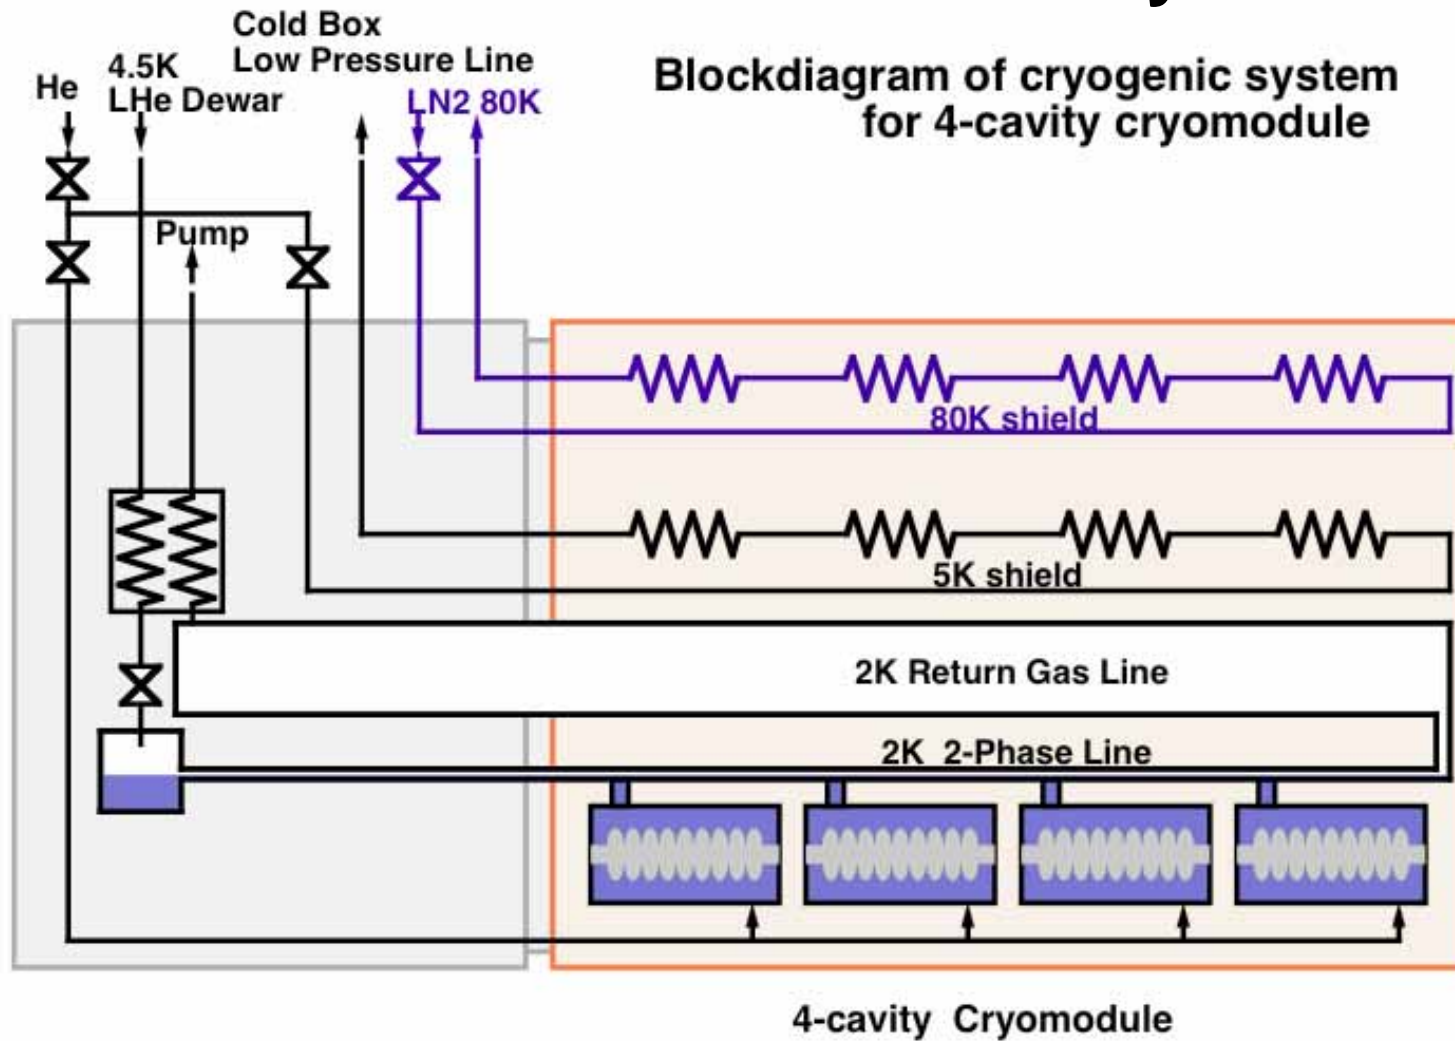 Cold Box
Low Pressure Line
4.5K
LHe Dewar
He
LN2 80K
Blockdiagram of cryogenic system
for 4-cavity cryomodule
Pump
80K shield
5K shield
2K Return Gas Line
2K 2-Phase Line
4-cavity Cryomodule